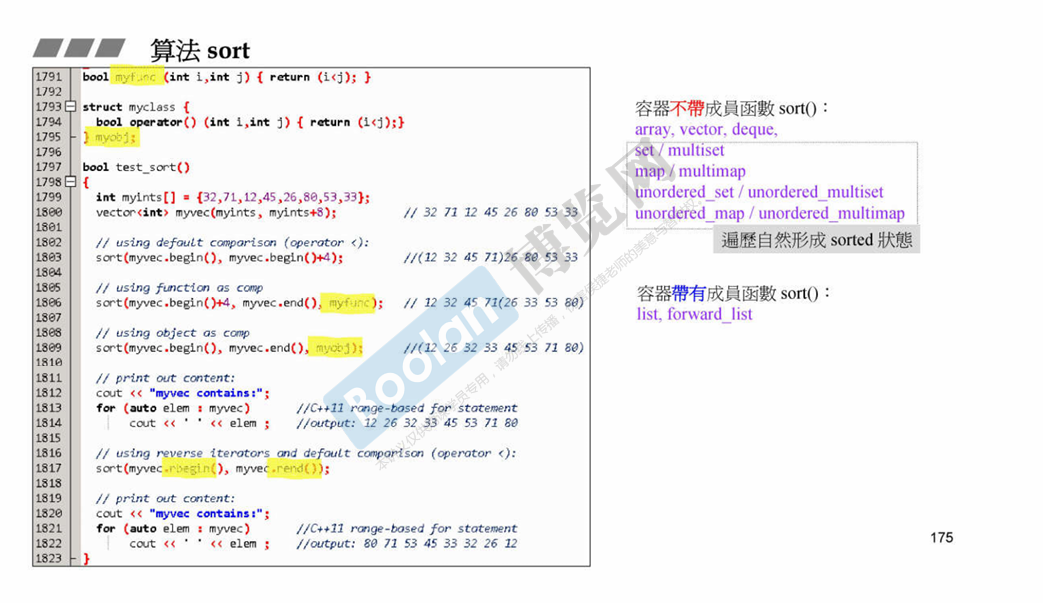 算法 sort
1791 bool myfunc (int i,int j) { return (i<j); }
1792
1793 struct myclass {
1794 bool operator() (int i,int j) { return (i<j);}
1795 } myobj;
1796
1797 bool test_sort()
1798 {
1799 int myints[] = {32,71,12,45,26,80,53,33};
1800 vector<int> myvec(myints, myints+8); // 32 71 12 45 26 80 53 33
1801
1802 // using default comparison (operator <):
1803 sort(myvec.begin(), myvec.begin()+4); //(12 32 45 71)26 80 53 33
1804
1805 // using function as comp
1806 sort(myvec.begin()+4, myvec.end(), myfunc); // 12 32 45 71(26 33 53 80)
1807
1808 // using object as comp
1809 sort(myvec.begin(), myvec.end(), myobj); //(12 26 32 33 45 53 71 80)
1810
1811 // print out content:
1812 cout << "myvec contains:";
1813 for (auto elem : myvec) //C++11 range-based for statement
1814 cout << ' ' << elem ; //output: 12 26 32 33 45 53 71 80
1815
1816 // using reverse iterators and default comparison (operator <):
1817 sort(myvec.rbegin(), myvec.rend());
1818
1819 // print out content:
1820 cout << "myvec contains:";
1821 for (auto elem : myvec) //C++11 range-based for statement
1822 cout << ' ' << elem ; //output: 80 71 53 45 33 32 26 12
1823 }
容器不帶成員函數 sort()：
array, vector, deque,
set / multiset
map / multimap
unordered_set / unordered_multiset
unordered_map / unordered_multimap
遍歷自然形成 sorted 狀態
容器帶有成員函數 sort()：
list, forward_list
Boolan 博览网
175